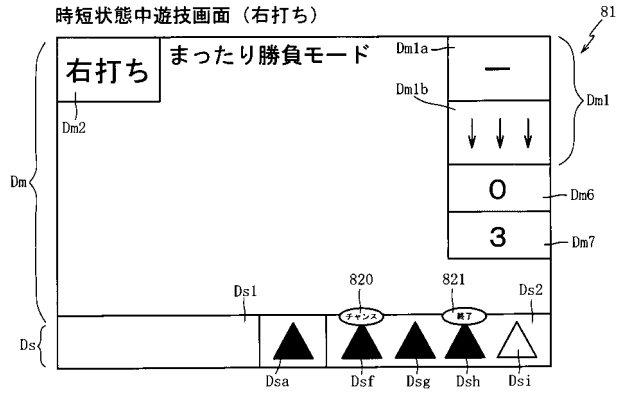 時短状態中遊技画面（右打ち）
81
右打ち
まったり勝負モード
Dm1a
－
Dm1b
Dm1
Dm2
Dm
0
Dm6
3
Dm7
820
821
Ds1
Ds2
チャンス
終了
Ds
Dsa
Dsf
Dsg
Dsh
Dsi